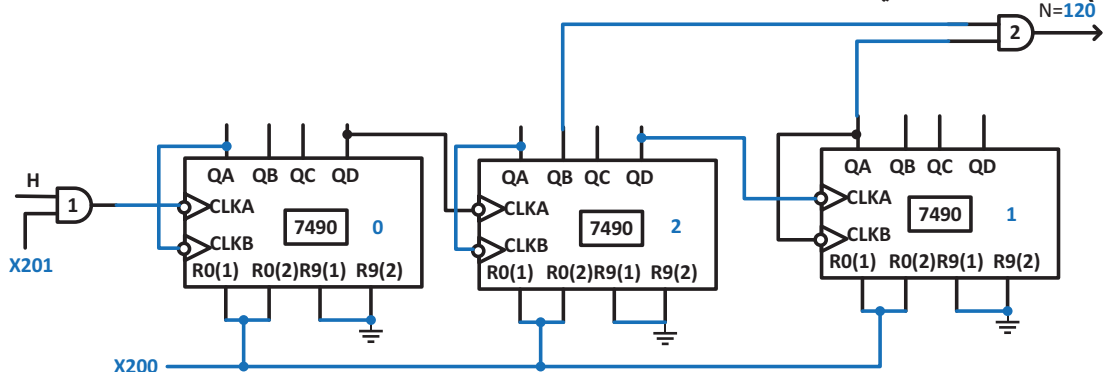 N=120
2
QA QB QC QD
QA QB QC QD
QA QB QC QD
H
1
X201
CLKA
7490 0
CLKB
R0(1) R0(2) R9(1) R9(2)
CLKA
7490 2
CLKB
R0(1) R0(2) R9(1) R9(2)
CLKA
7490 1
CLKB
R0(1) R0(2) R9(1) R9(2)
X200